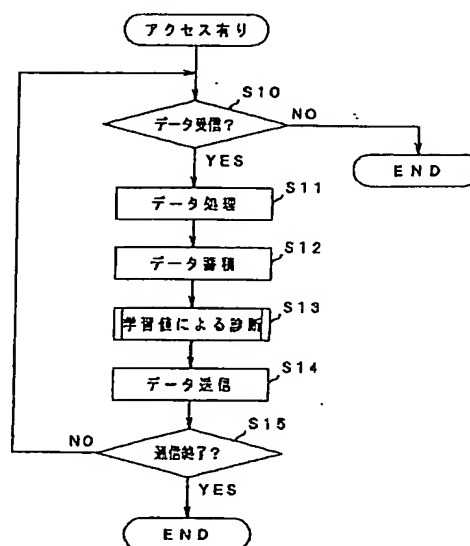 アクセス有り
S10
データ受信？
NO
YES
END
S11
データ処理
S12
データ蓄積
S13
学習値による診断
S14
データ送信
S15
NO
通信終了？
YES
END